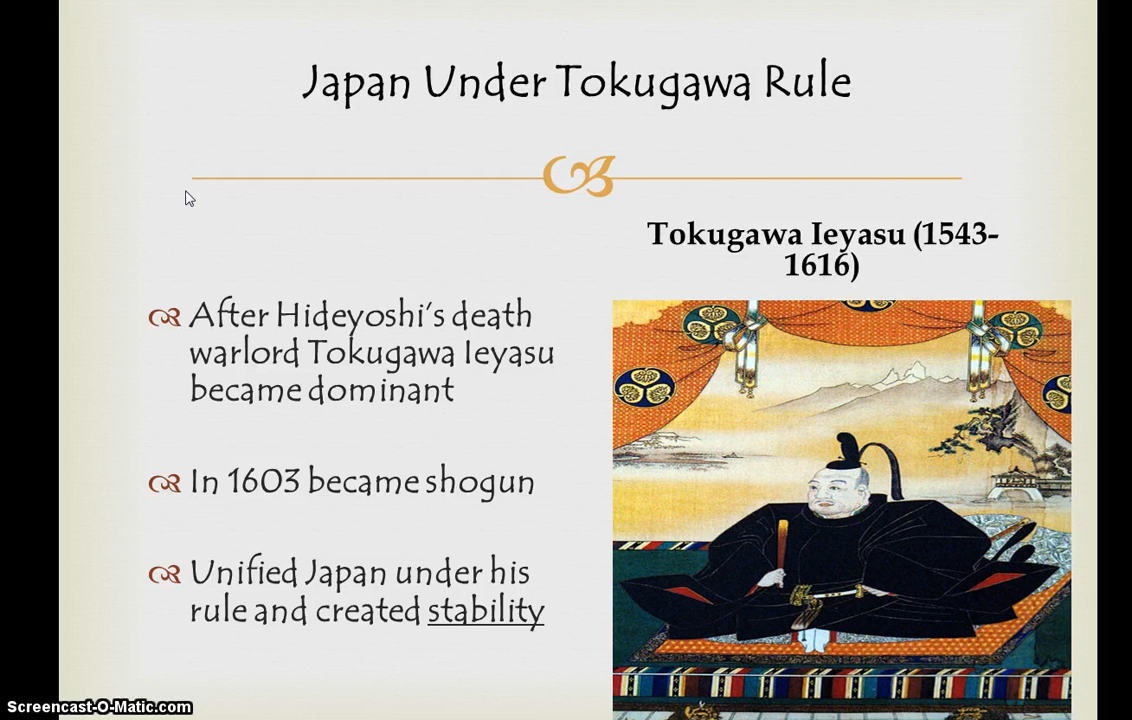 Japan Under Tokugawa Rule
Tokugawa Ieyasu (1543-
1616)
After Hideyoshi's death
warlord Tokugawa Ieyasu
became dominant
In 1603 became shogun
Unified Japan under his
rule and created stability
Screencast-O-Matic.com